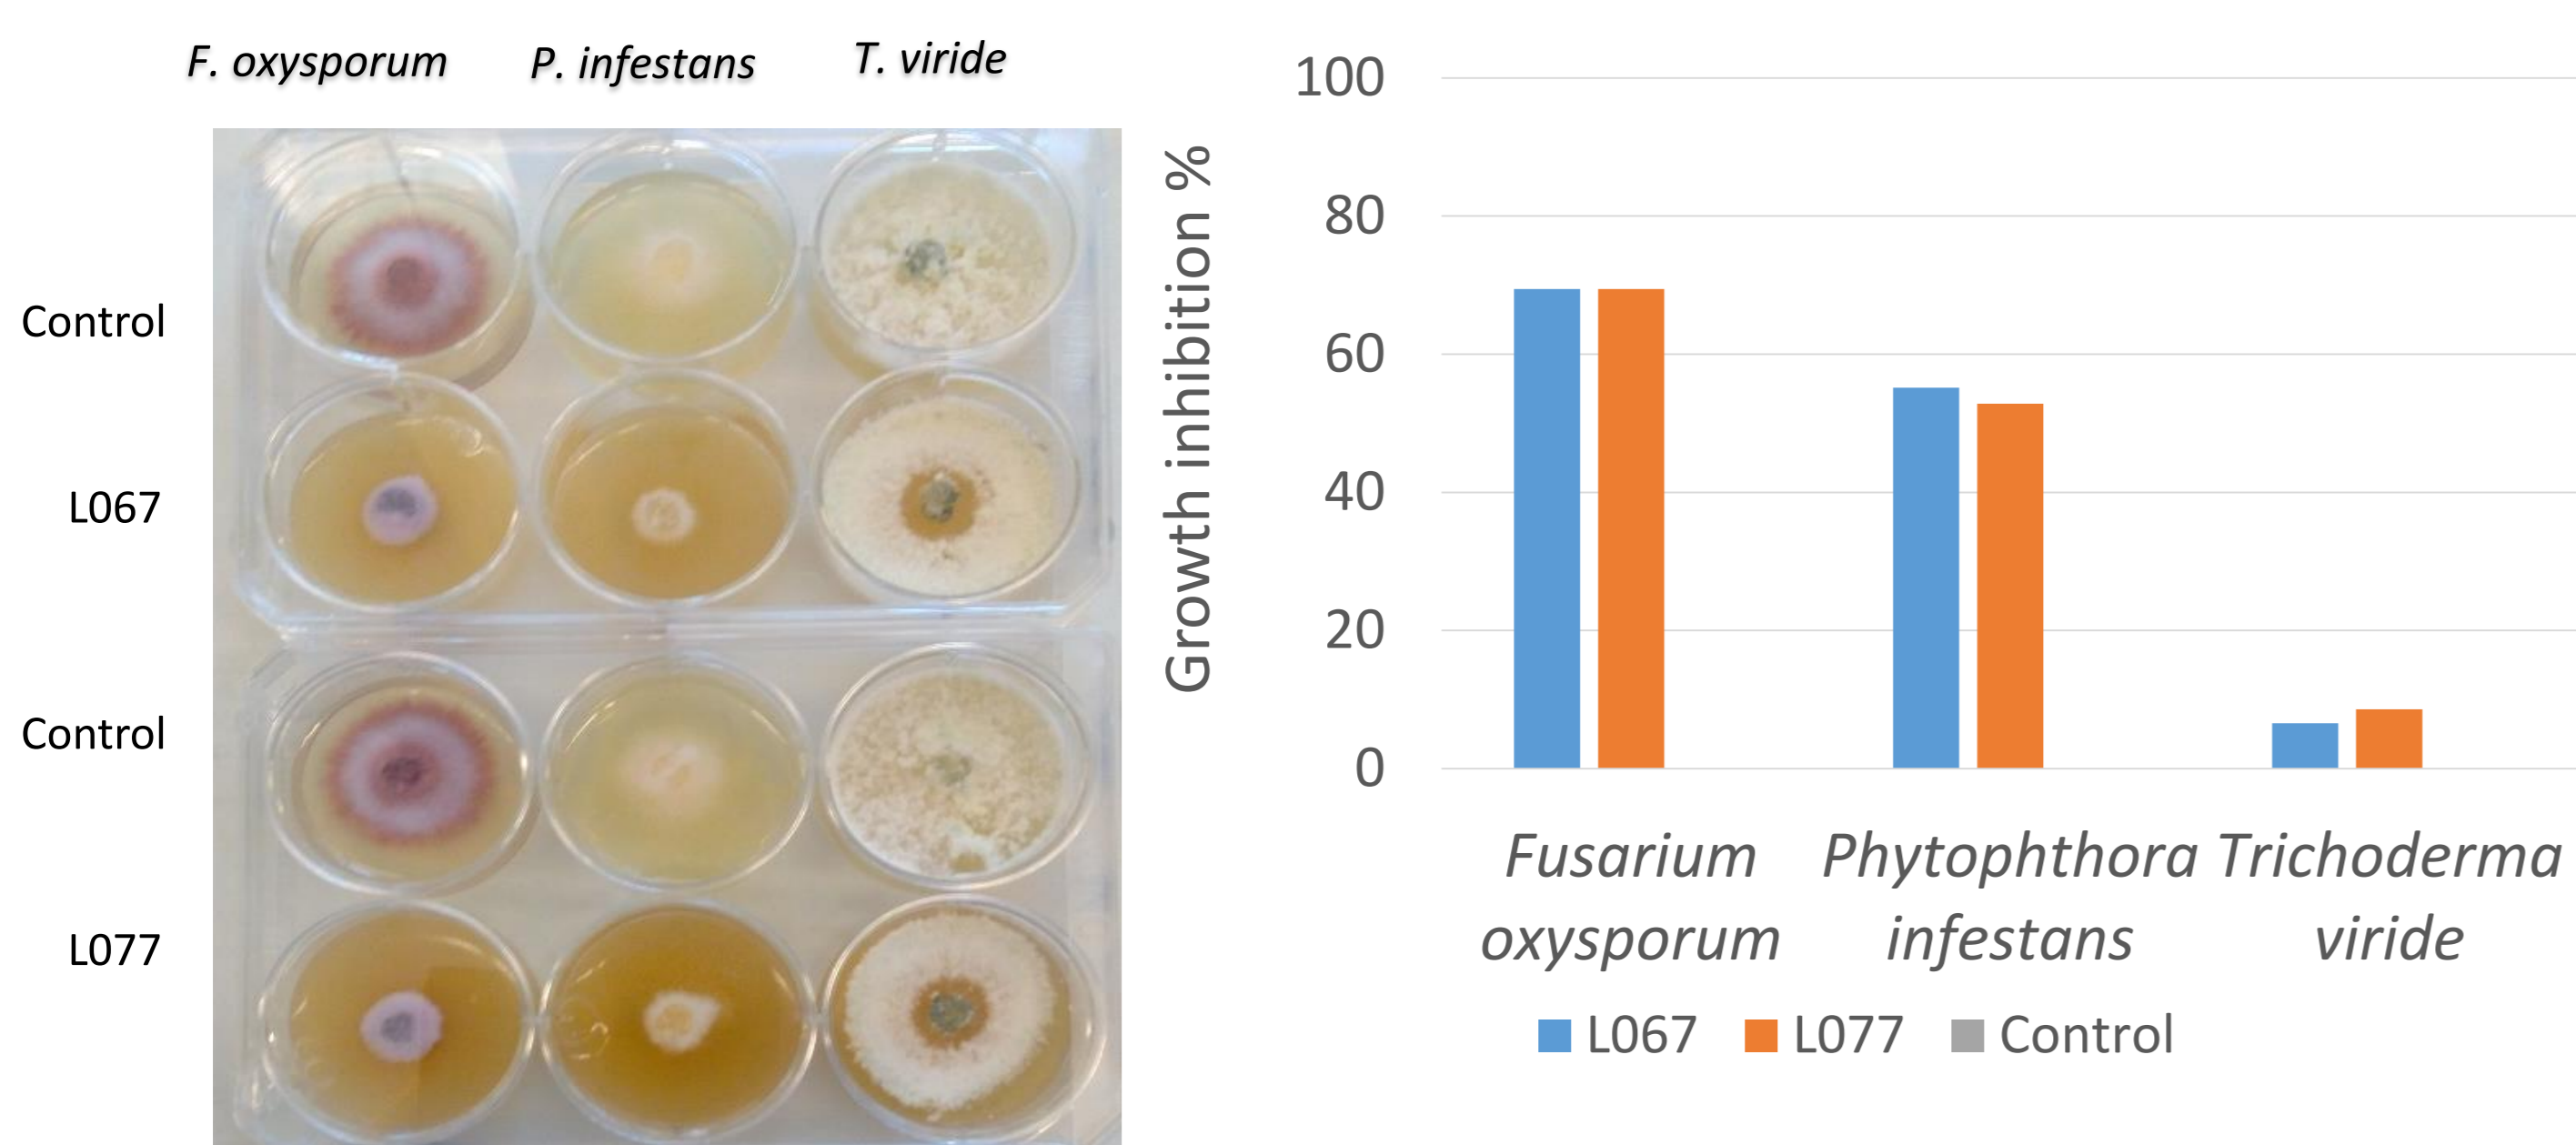 F. oxysporum P. infestans T. viride
Control
L067
Control
L077
Growth inhibition %
100
80
60
40
20
0
Fusarium oxysporum
Phytophthora infestans
Trichoderma viride
L067 L077 Control